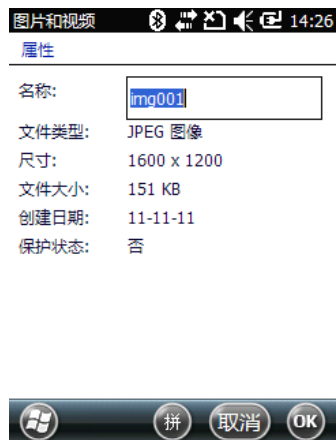 图片和视频 14:26
属性
名称: img001
文件类型: JPEG 图像
尺寸: 1600 x 1200
文件大小: 151 KB
创建日期: 11-11-11
保护状态: 否
拼 取消 OK